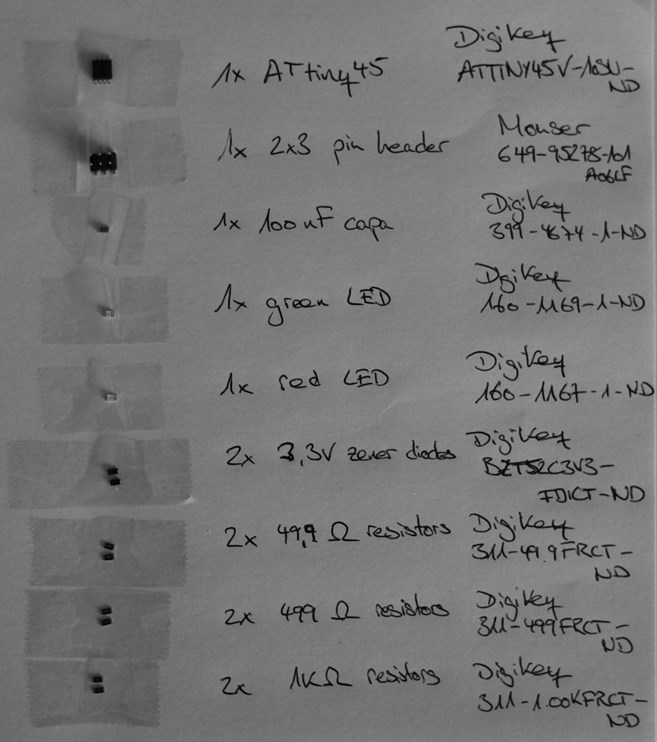 1x ATtiny45
DigiKey
ATTINY45V-10SU-
ND
1x 2x3 pin header
Mouser
649-95278-101
A06LF
1x 100nF capa
DigiKey
399-4674-1-ND
1x green LED
DigiKey
160-1169-1-ND
1x red LED
DigiKey
160-1167-1-ND
2x 3,3V zener diodes
DigiKey
BZT52C3V3-
FDICT-ND
2x 49,9 Ω resistors
DigiKey
311-49.9FRCT-
ND
2x 499 Ω resistors
DigiKey
311-499FRCT-
ND
2x 1KΩ resistors
DigiKey
311-1.00KFRCT-
ND